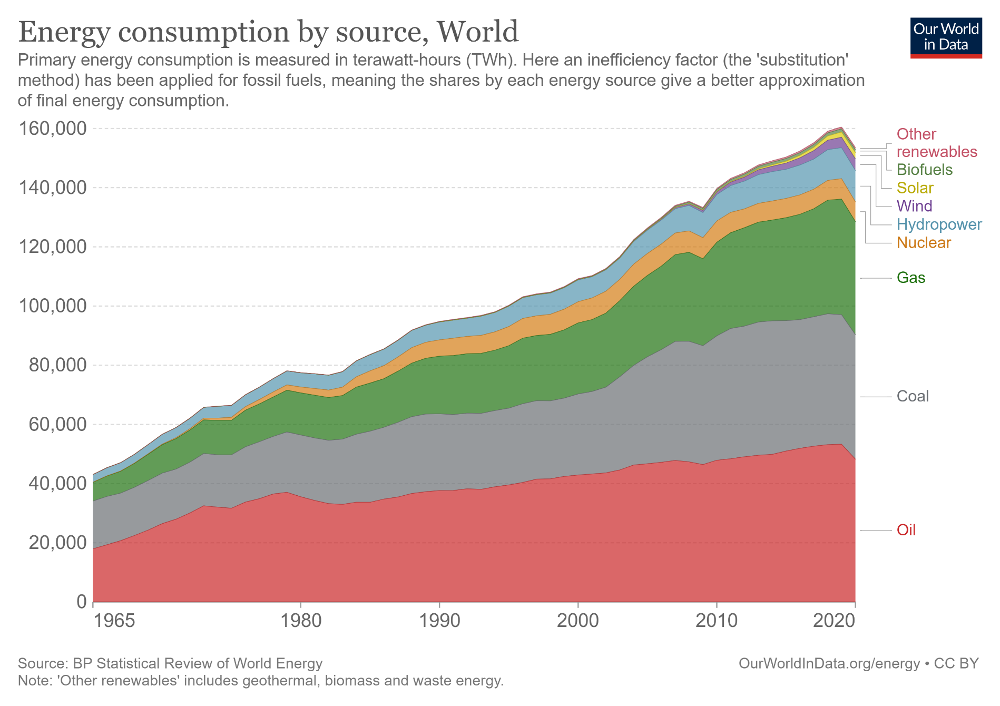 Energy consumption by source, World
Our World
in Data
Primary energy consumption is measured in terawatt-hours (TWh). Here an inefficiency factor (the 'substitution'
method) has been applied for fossil fuels, meaning the shares by each energy source give a better approximation
of final energy consumption.
160,000
140,000
120,000
100,000
80,000
60,000
40,000
20,000
0
Other
renewables
Biofuels
Solar
Wind
Hydropower
Nuclear
Gas
Coal
Oil
1965
1980
1990
2000
2010
2020
Source: BP Statistical Review of World Energy
Note: 'Other renewables' includes geothermal, biomass and waste energy.
OurWorldInData.org/energy • CC BY